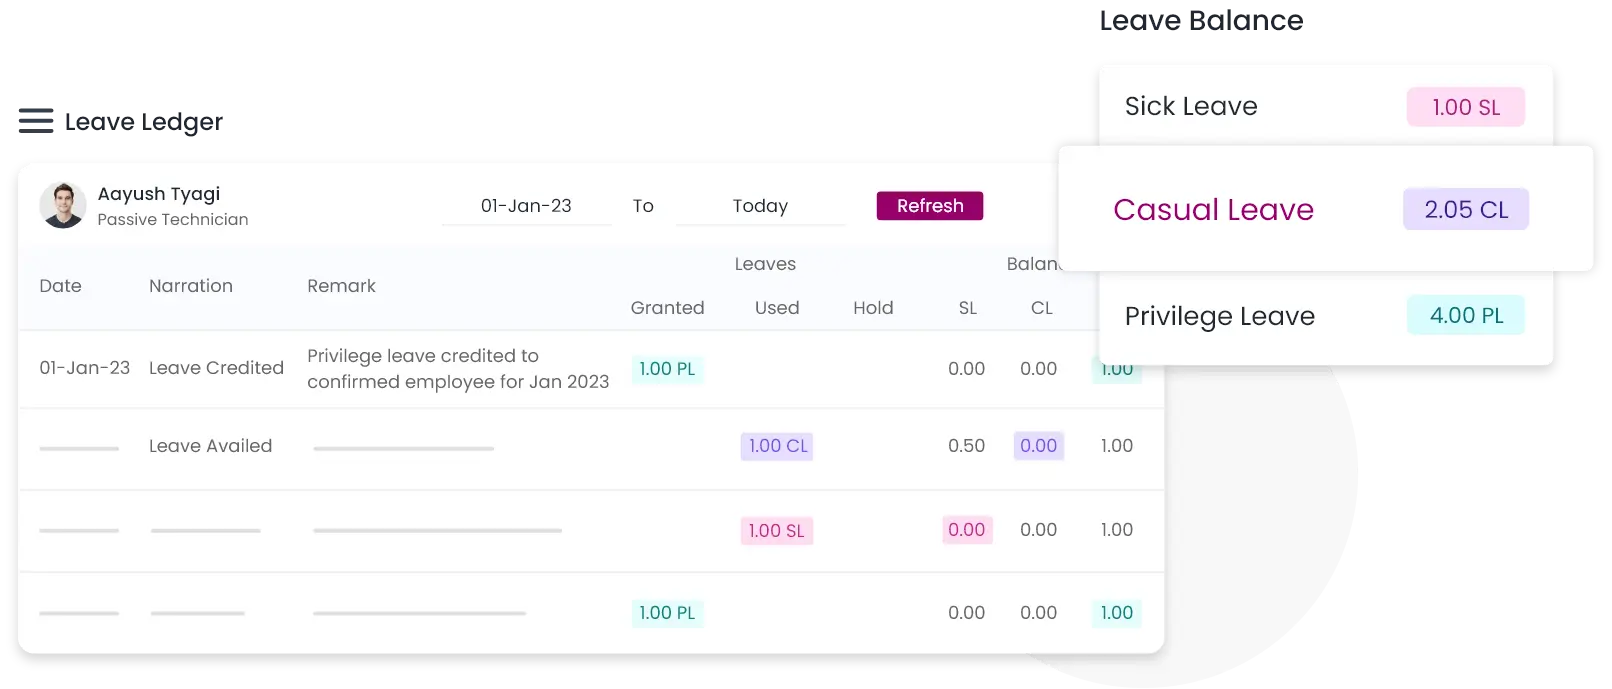 Leave Balance
Sick Leave 1.00 SL
Casual Leave 2.05 CL
Privilege Leave 4.00 PL
Leave Ledger
Aayush Tyagi
Passive Technician
01-Jan-23 To Today Refresh
Leaves Balan
Date Narration Remark
Granted Used Hold SL CL
01-Jan-23 Leave Credited Privilege leave credited to
confirmed employee for Jan 2023 1.00 PL 0.00 0.00 1.00
Leave Availed 1.00 CL 0.50 0.00 1.00
1.00 SL 0.00 0.00 1.00
1.00 PL 0.00 0.00 1.00